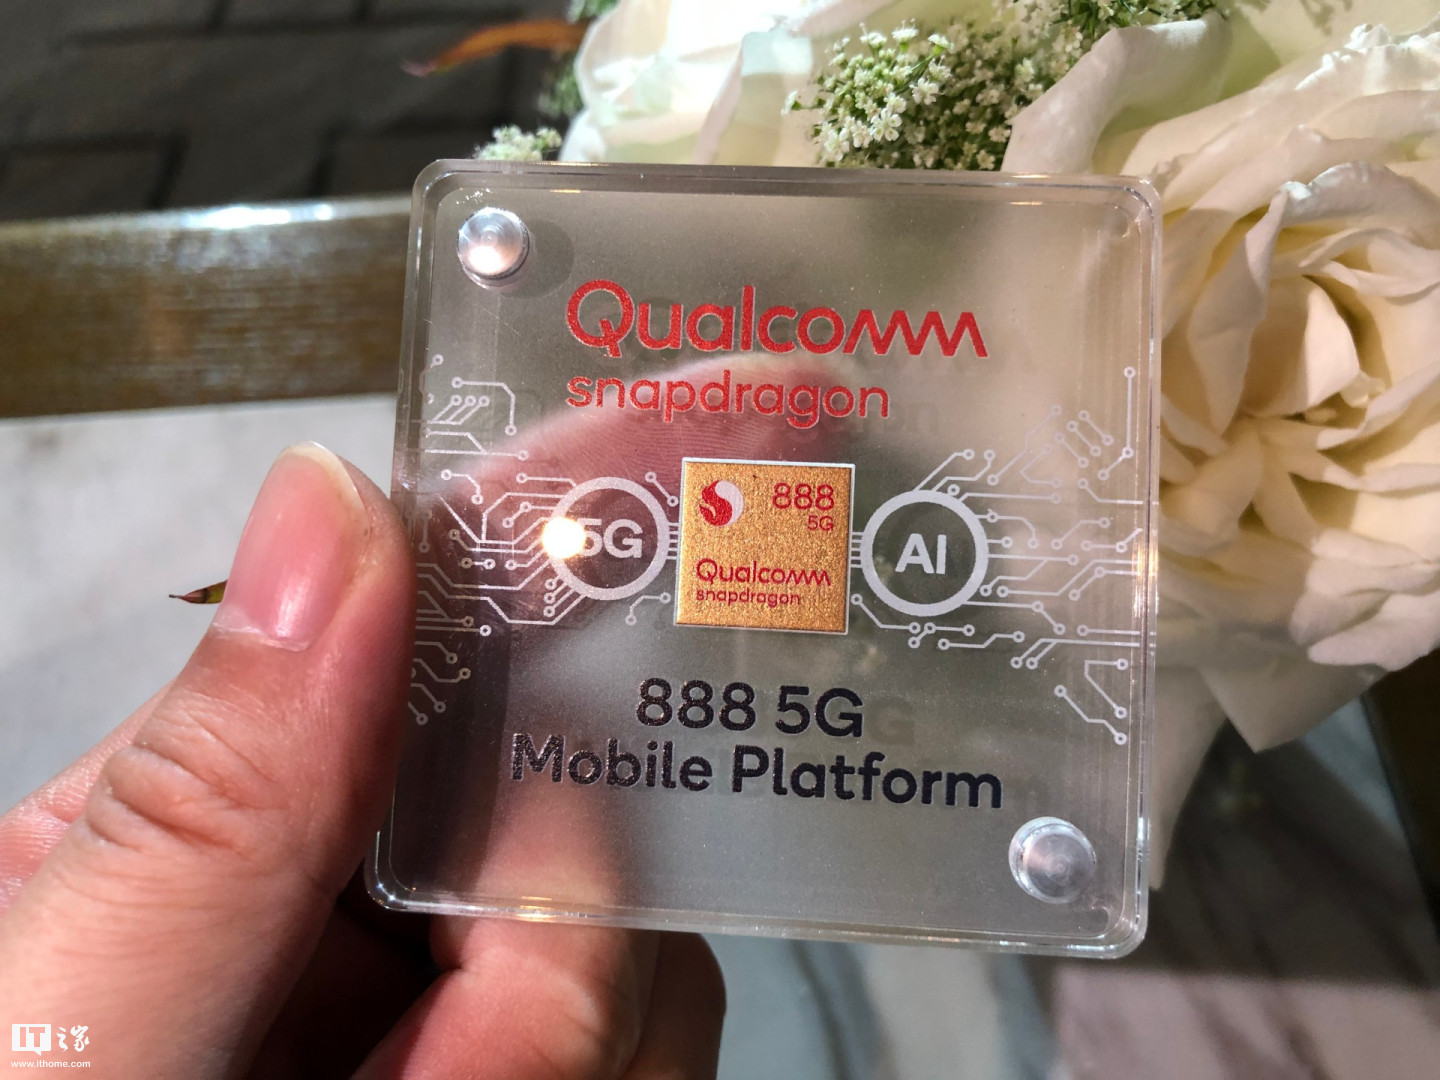 Qualcomm
snapdragon
5G
888
5G
Qualcomm
snapdragon
AI
888 5G
Mobile Platform
IT之家
www.ithome.com